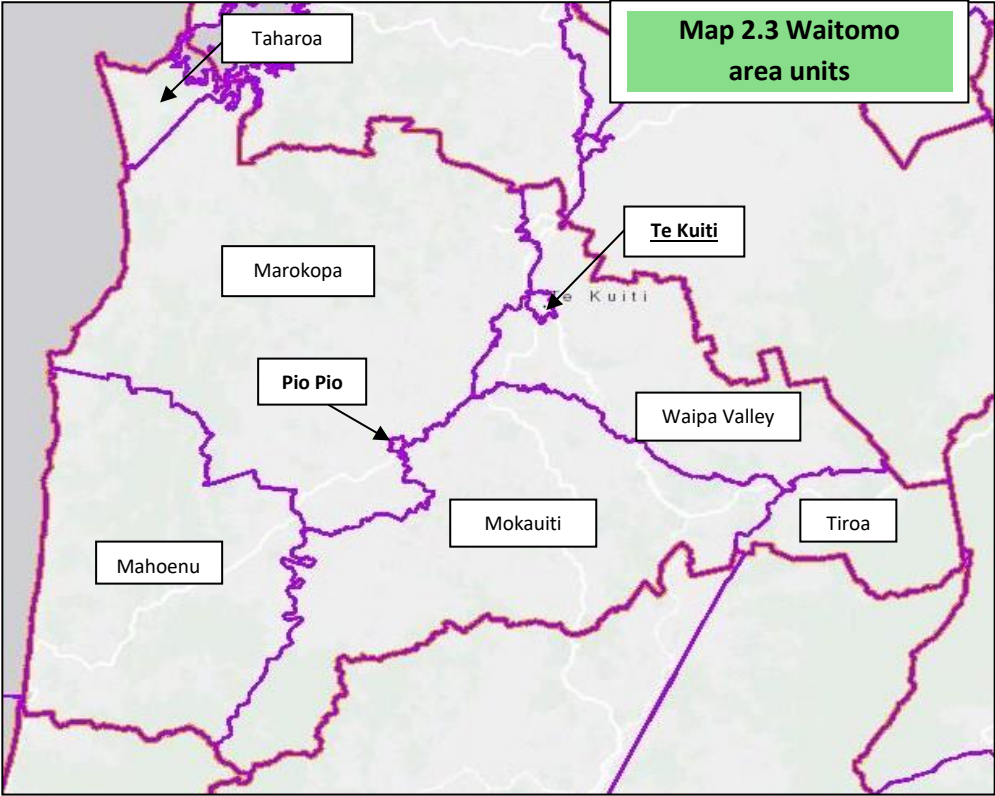 Map 2.3 Waitomo
area units
Taharoa
Te Kuiti
Marokopa
Te Kuiti
Pio Pio
Waipa Valley
Mokauiti
Tiroa
Mahoenu